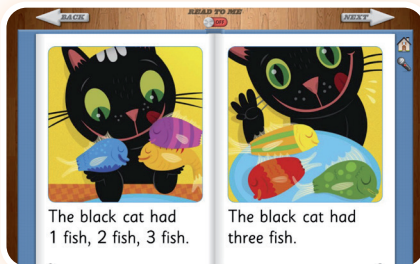 BACK
READ TO ME
OFF
NEXT
The black cat had
1 fish, 2 fish, 3 fish.
The black cat had
three fish.